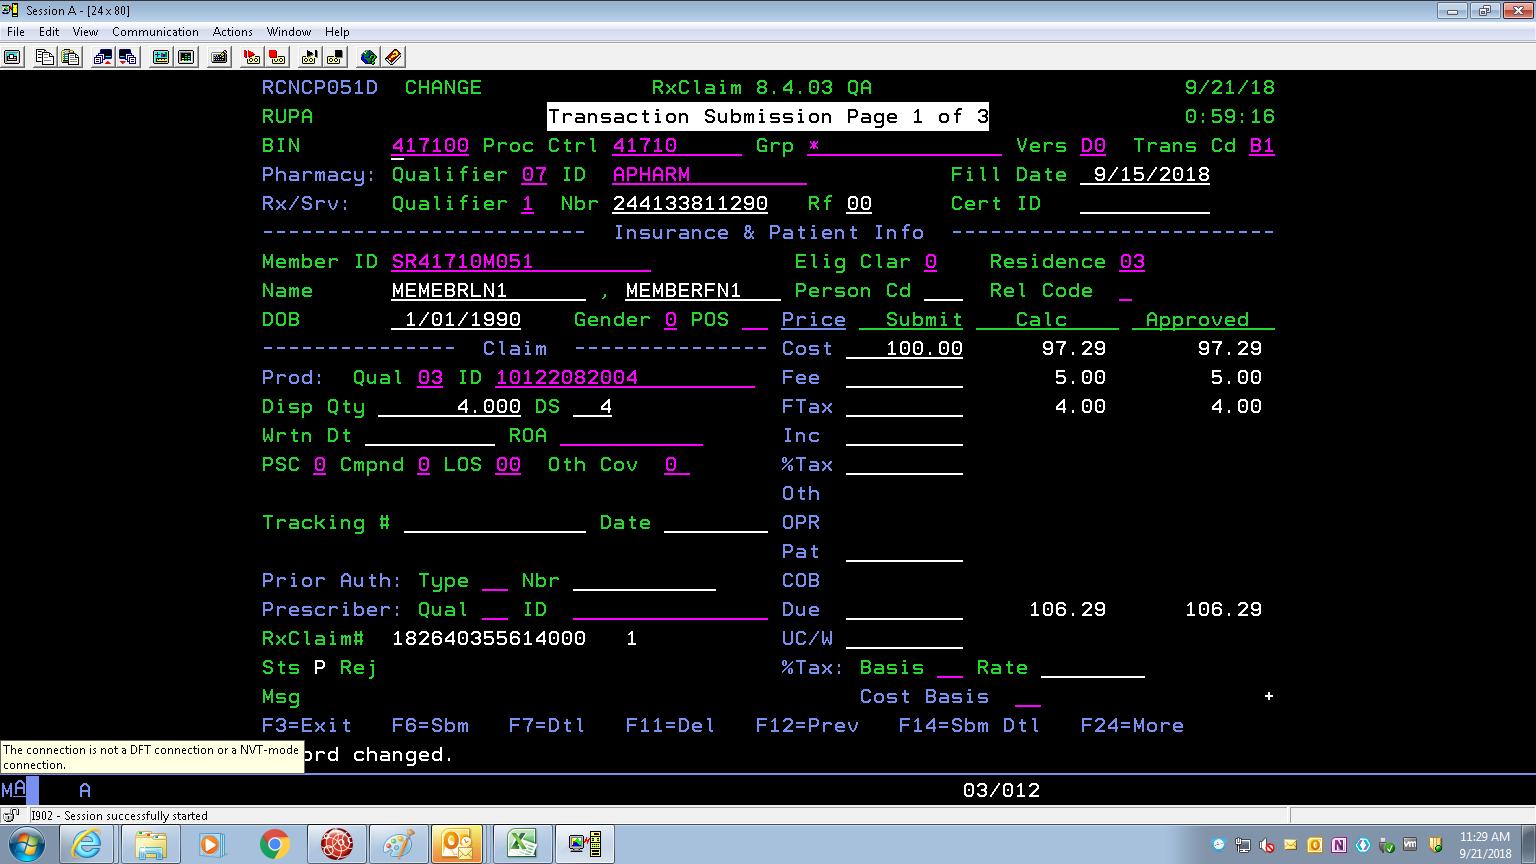 Session A - [24 x 80]
File Edit View Communication Actions Window Help
RCNCP051D CHANGE RxClaim 8.4.03 QA 9/21/18
RUPA Transaction Submission Page 1 of 3 0:59:16
BIN 417100 Proc Ctrl 41710 Grp * Vers D0 Trans Cd B1
Pharmacy: Qualifier 07 ID APHARM Fill Date 9/15/2018
Rx/Srv: Qualifier 1 Nbr 244133811290 Rf 00 Cert ID
------------------------- Insurance & Patient Info -------------------------
Member ID SR41710M051 Elig Clar 0 Residence 03
Name MEMEBRLN1 , MEMBERFN1 Person Cd Rel Code
DOB 1/01/1990 Gender 0 POS Price Submit Calc Approved
--------------- Claim --------------- Cost 100.00 97.29 97.29
Prod: Qual 03 ID 10122082004 Fee 5.00 5.00
Disp Qty 4.000 DS 4 FTax 4.00 4.00
Wrtn Dt ROA Inc
PSC 0 Cmpnd 0 LOS 00 Oth Cov 0 %Tax
Oth
Tracking # Date OPR
Pat
Prior Auth: Type Nbr COB
Prescriber: Qual ID Due 106.29 106.29
RxClaim# 182640355614000 1 UC/W
Sts P Rej %Tax: Basis Rate
Msg Cost Basis +
F3=Exit F6=Sbm F7=Dtl F11=Del F12=Prev F14=Sbm Dtl F24=More
The connection is not a DFT connection or a NVT-mode
connection.
ord changed.
MA A 03/012
I902 - Session successfully started
11:29 AM
9/21/2018